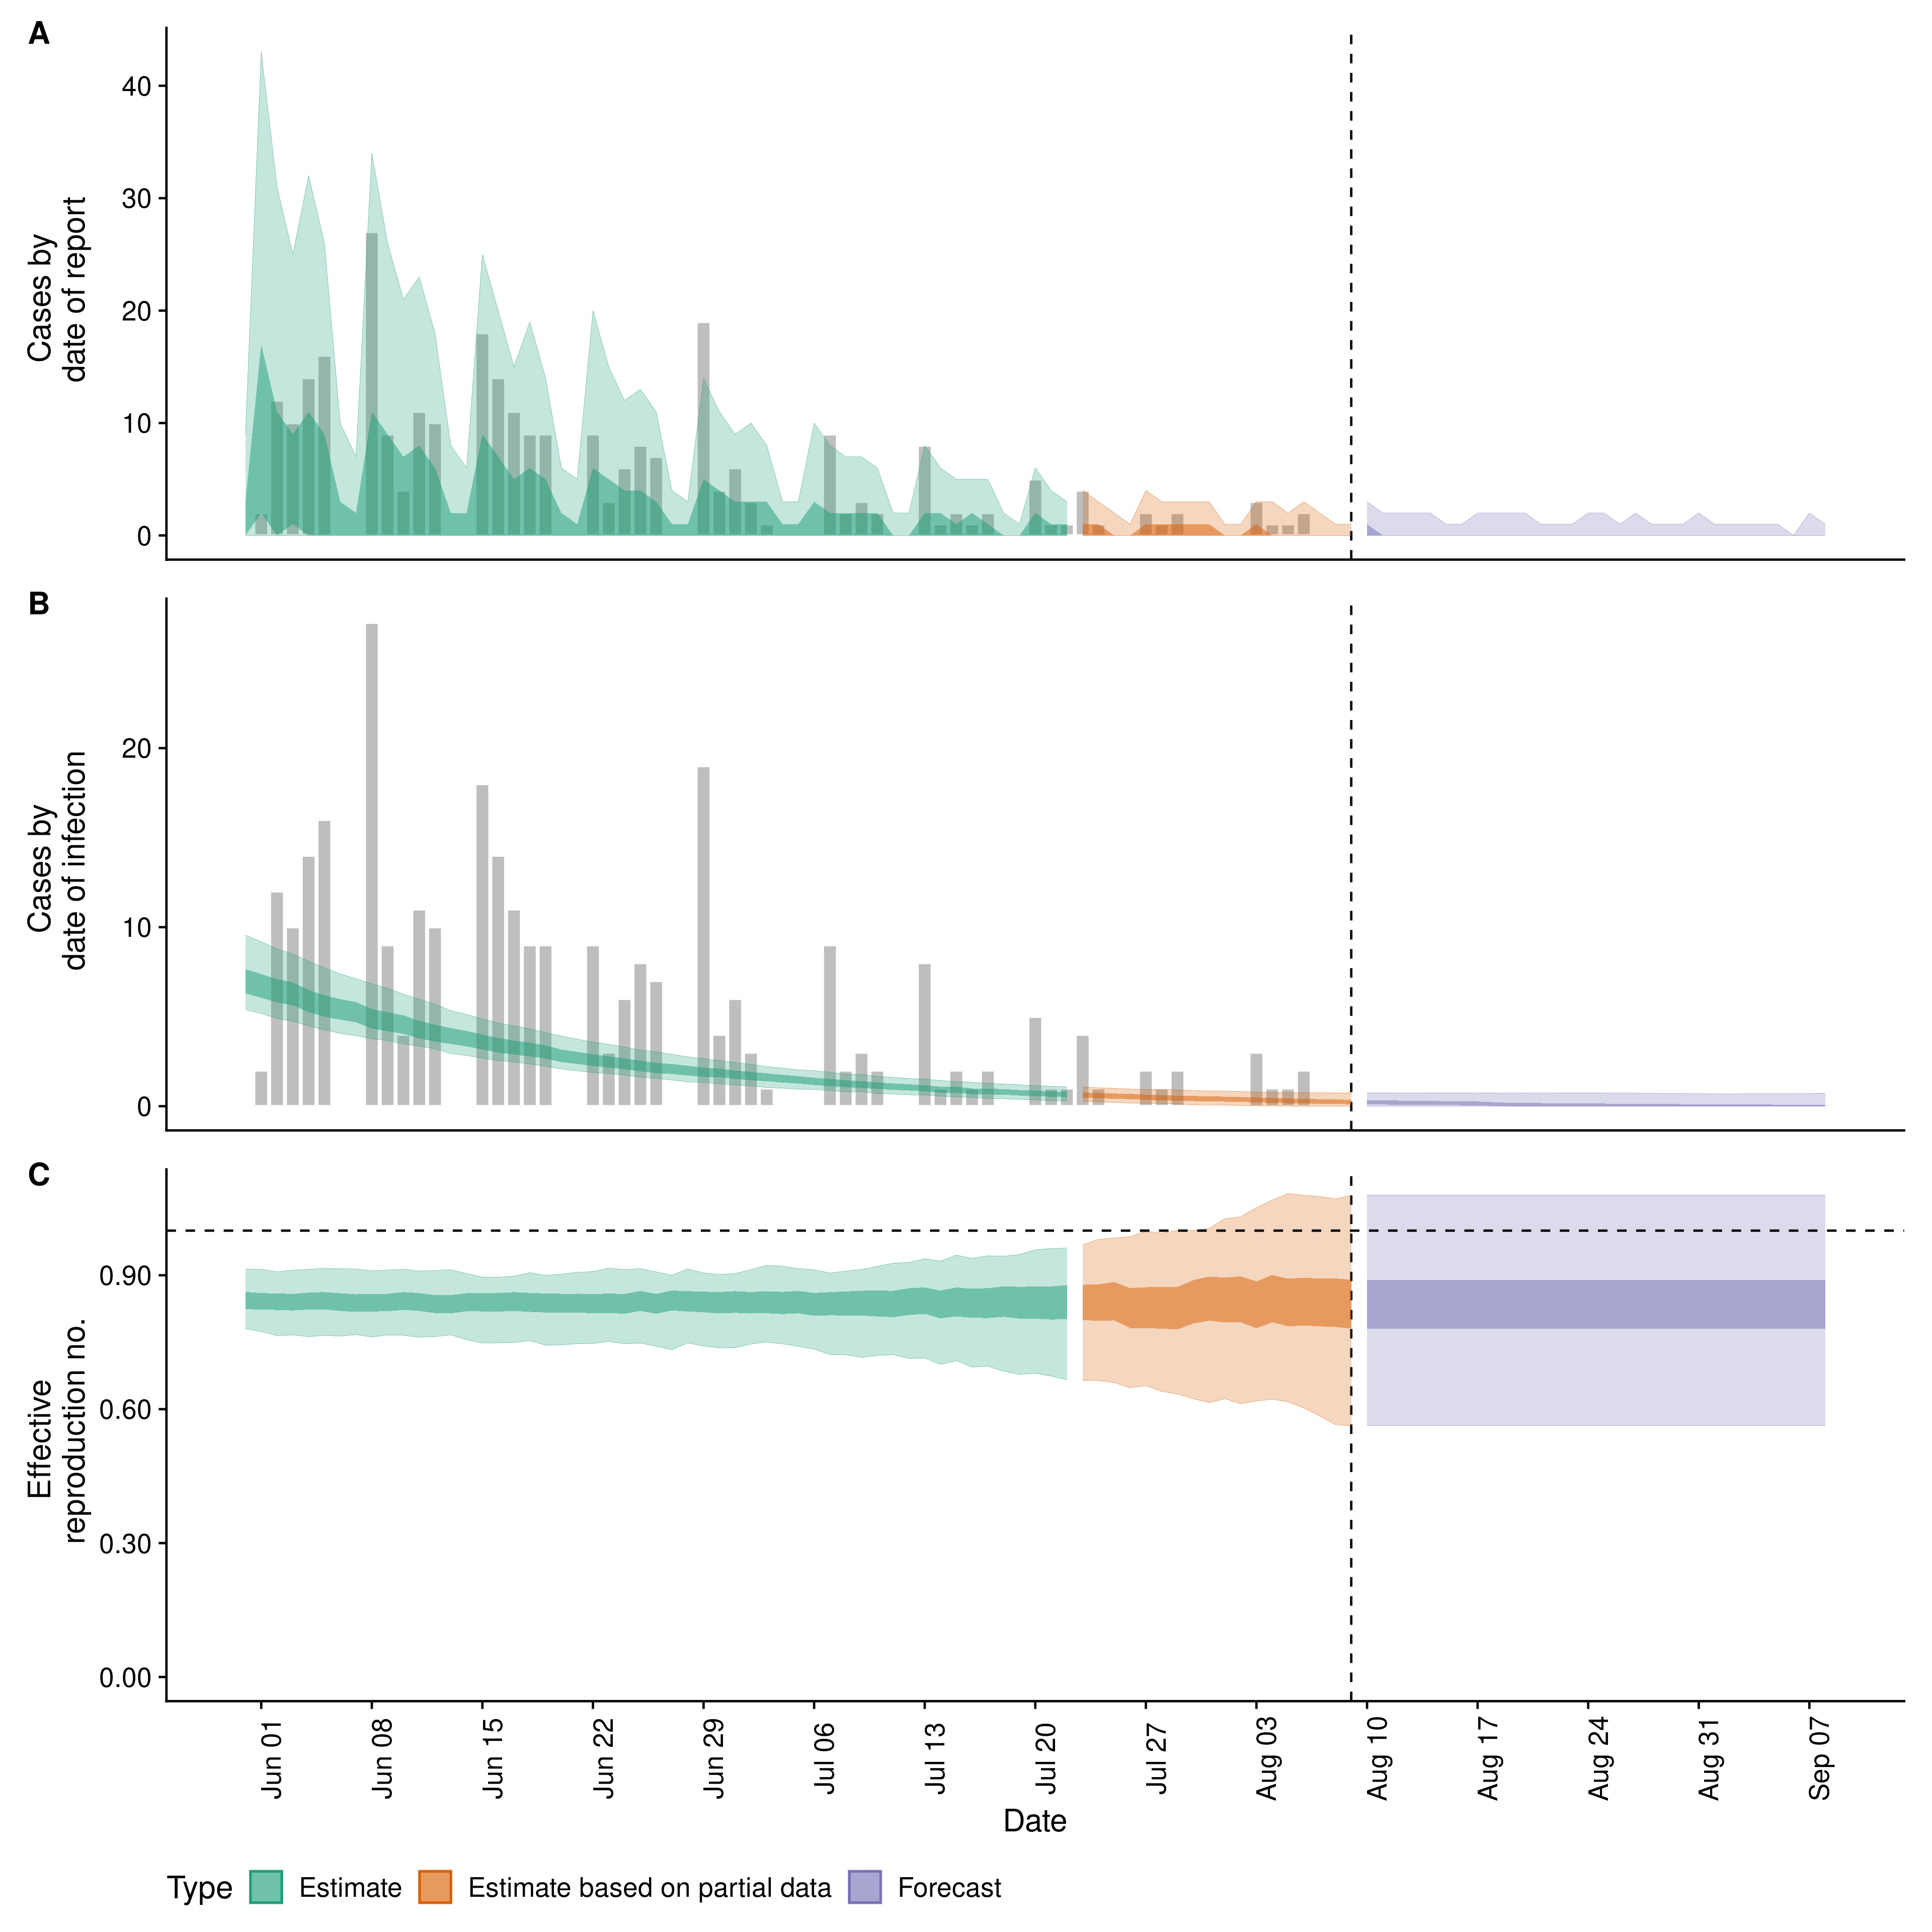 A
Cases by
date of report
40
30
20
10
0
B
Cases by
date of infection
20
10
0
C
Effective
reproduction no.
0.90
0.60
0.30
0.00
Jun 01
Jun 08
Jun 15
Jun 22
Jun 29
Jul 06
Jul 13
Jul 20
Jul 27
Aug 03
Aug 10
Aug 17
Aug 24
Aug 31
Sep 07
Date
Type Estimate Estimate based on partial data Forecast